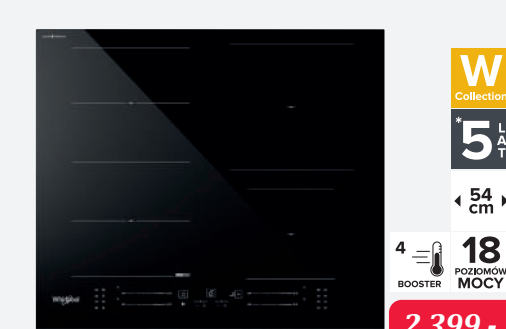 W
Collection
*5 L
A
T
54
cm
4
BOOSTER
18
POZIOMÓW
MOCY
Whirlpool
2 399,-